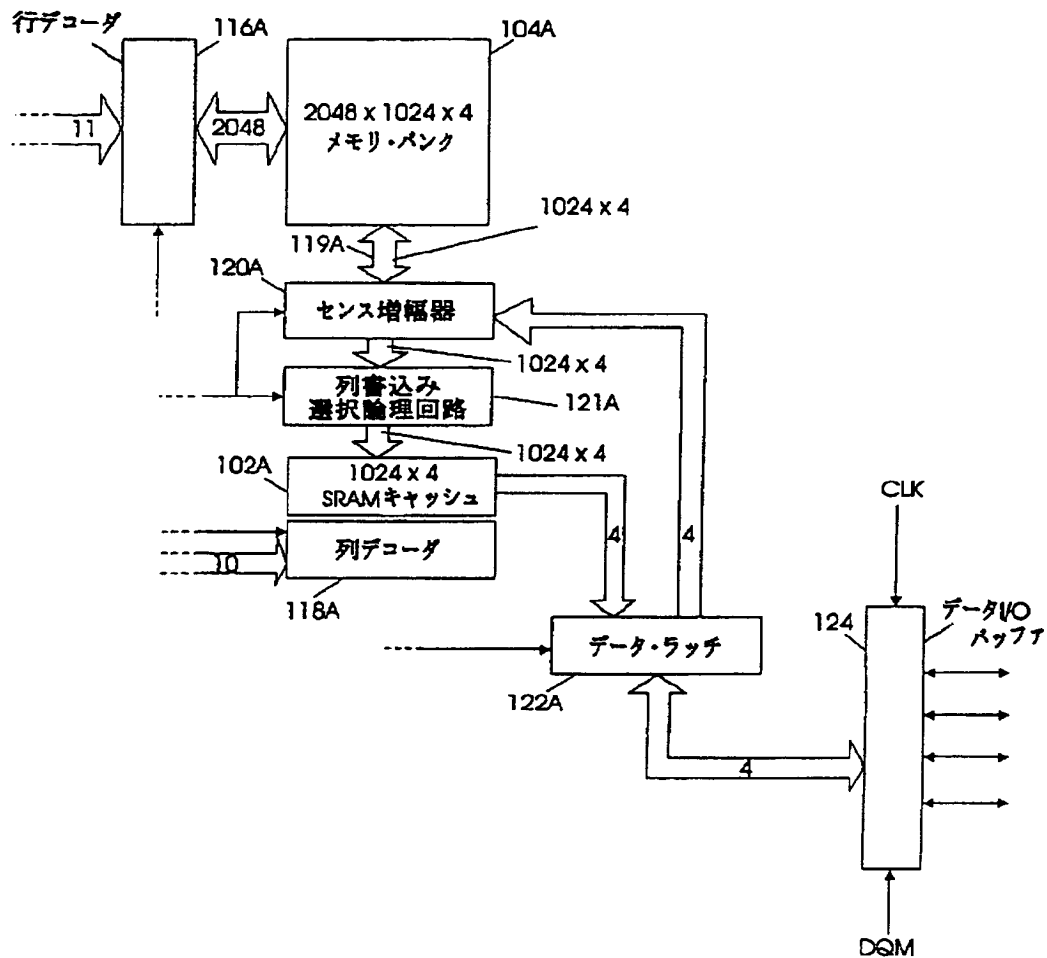 行デコーダ
116A
104A
11
2048
2048 x 1024 x 4
メモリ・バンク
1024 x 4
119A
120A
センス増幅器
1024 x 4
列書込み
選択論理回路
121A
1024 x 4
102A
1024 x 4
SRAMキャッシュ
10
列デコーダ
118A
4
4
CLK
124
データI/O
バッファ
データ・ラッチ
122A
4
DQM